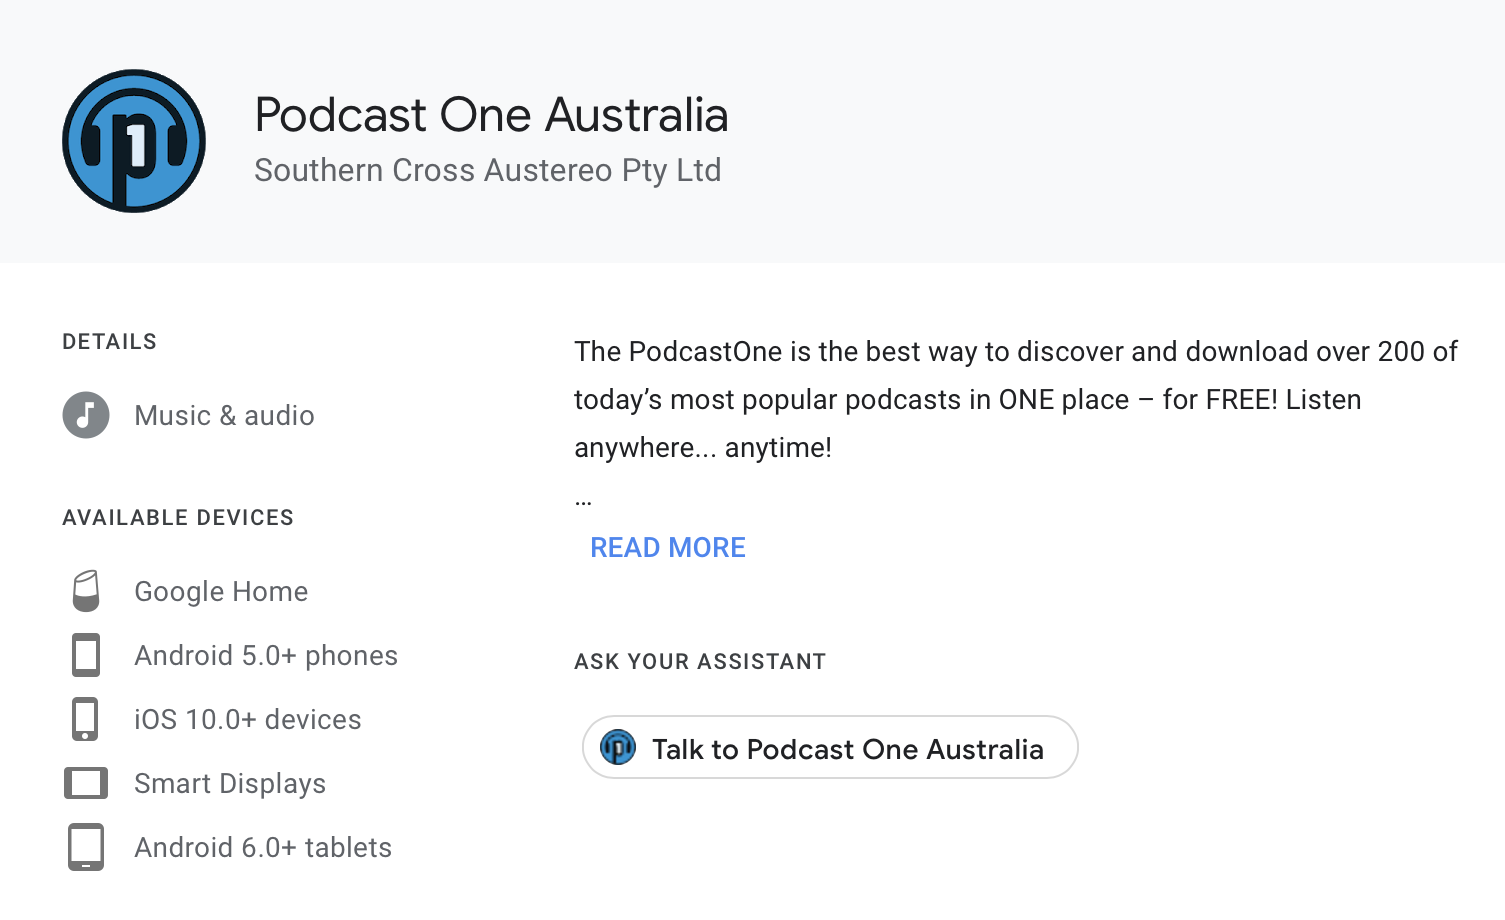 Podcast One Australia
Southern Cross Austereo Pty Ltd
DETAILS
Music & audio
AVAILABLE DEVICES
Google Home
Android 5.0+ phones
iOS 10.0+ devices
Smart Displays
Android 6.0+ tablets
The PodcastOne is the best way to discover and download over 200 of
today’s most popular podcasts in ONE place – for FREE! Listen
anywhere... anytime!
...
READ MORE
ASK YOUR ASSISTANT
Talk to Podcast One Australia